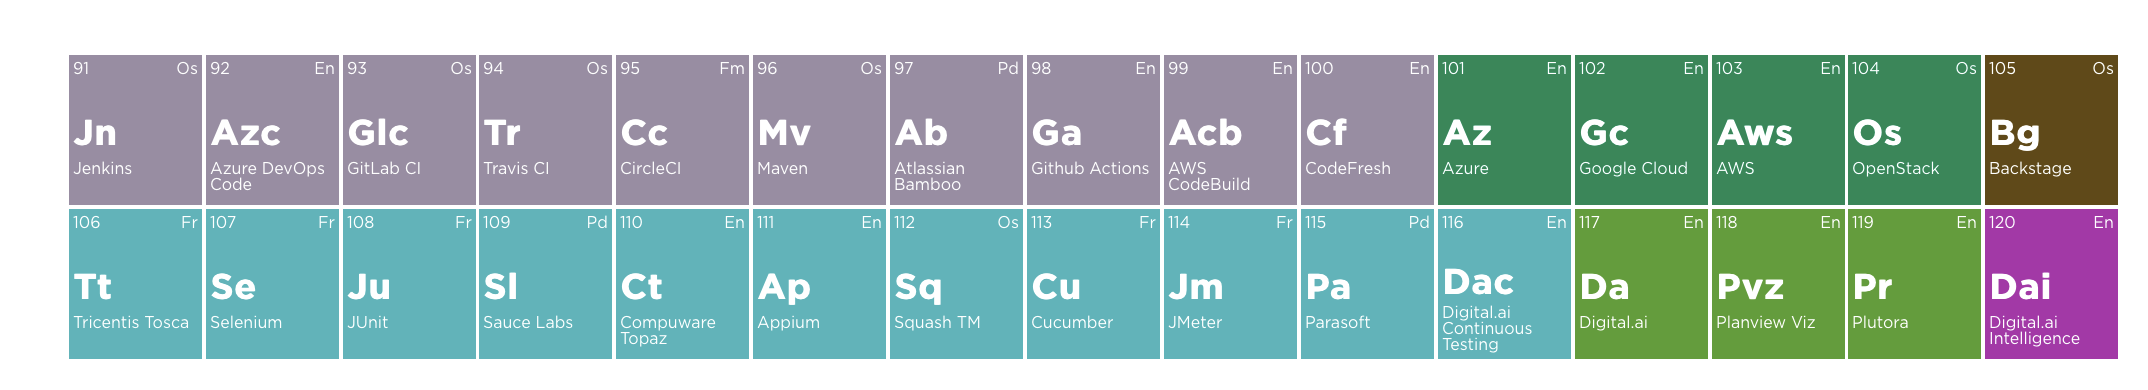 91 Os 92 En 93 Os 94 Os 95 Fm 96 Os 97 Pd 98 En 99 En 100 En 101 En 102 En 103 En 104 Os 105 Os
Jn Azc Glc Tr Cc Mv Ab Ga Acb Cf Az Gc Aws Os Bg
Jenkins Azure DevOps GitLab CI Travis CI CircleCI Maven Atlassian Github Actions AWS CodeFresh Azure Google Cloud AWS OpenStack Backstage
Code Bamboo CodeBuild
106 Fr 107 Fr 108 Fr 109 Pd 110 En 111 En 112 Os 113 Fr 114 Fr 115 Pd 116 En 117 En 118 En 119 En 120 En
Tt Se Ju Sl Ct Ap Sq Cu Jm Pa Dac Da Pvz Pr Dai
Tricentis Tosca Selenium JUnit Sauce Labs Compuware Appium Squash TM Cucumber JMeter Parasoft Digital.ai Digital.ai Planview Viz Plutora Digital.ai
Topaz Continuous Intelligence
Testing